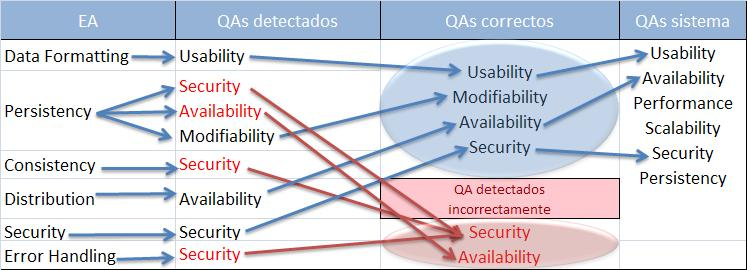 EA QAs detectados QAs correctos QAs sistema
Data Formatting Usability
Persistency Security
Availability
Modifiability
Consistency Security
Distribution Availability
Security Security
Error Handling Security
Usability
Modifiability
Availability
Security
QA detectados
incorrectamente
Security
Availability
Usability
Availability
Performance
Scalability
Security
Persistency